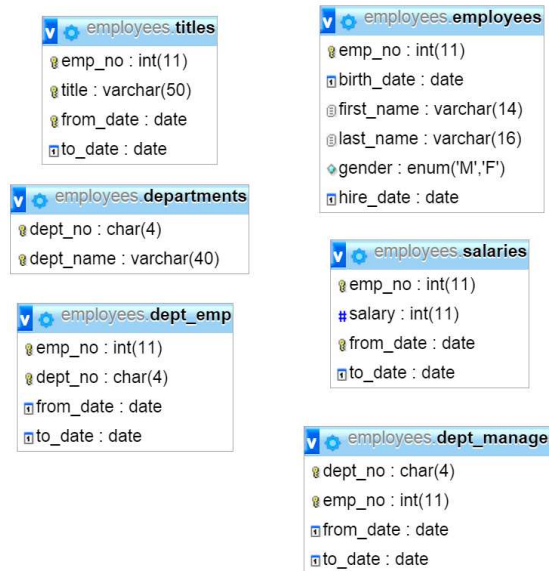 employees.titles
emp_no : int(11)
title : varchar(50)
from_date : date
to_date : date
employees.departments
dept_no : char(4)
dept_name : varchar(40)
employees.dept_emp
emp_no : int(11)
dept_no : char(4)
from_date : date
to_date : date
employees.employees
emp_no : int(11)
birth_date : date
first_name : varchar(14)
last_name : varchar(16)
gender : enum('M','F')
hire_date : date
employees.salaries
emp_no : int(11)
# salary : int(11)
from_date : date
to_date : date
employees.dept_manage
dept_no : char(4)
emp_no : int(11)
from_date : date
to_date : date